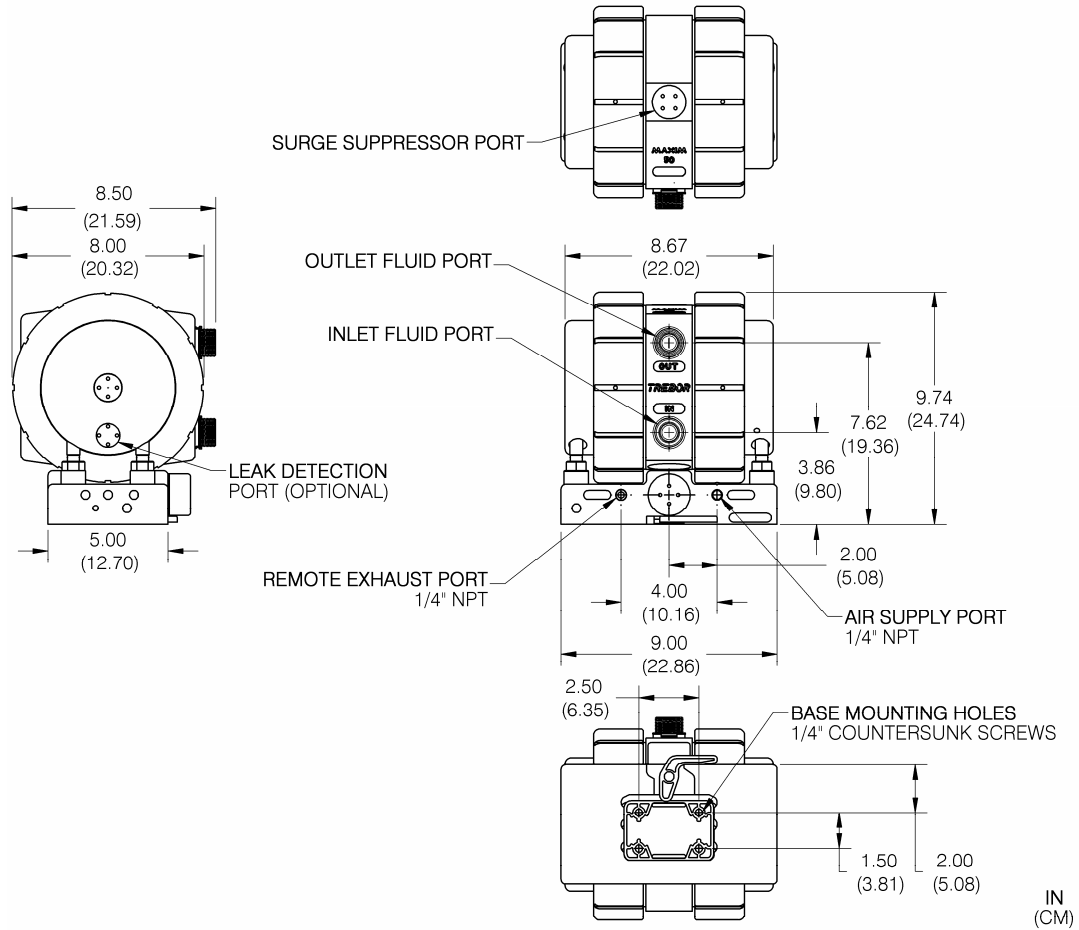 SURGE SUPPRESSOR PORT
MAXIM
50
8.50
(21.59)
8.00
(20.32)
OUTLET FLUID PORT
8.67
(22.02)
INLET FLUID PORT
OUT
TREBOR
IN
9.74
(24.74)
7.62
(19.36)
3.86
(9.80)
LEAK DETECTION
PORT (OPTIONAL)
5.00
(12.70)
REMOTE EXHAUST PORT
1/4" NPT
2.00
(5.08)
4.00
(10.16)
AIR SUPPLY PORT
1/4" NPT
9.00
(22.86)
2.50
(6.35)
BASE MOUNTING HOLES
1/4" COUNTERSUNK SCREWS
1.50
(3.81)
2.00
(5.08)
IN
(CM)